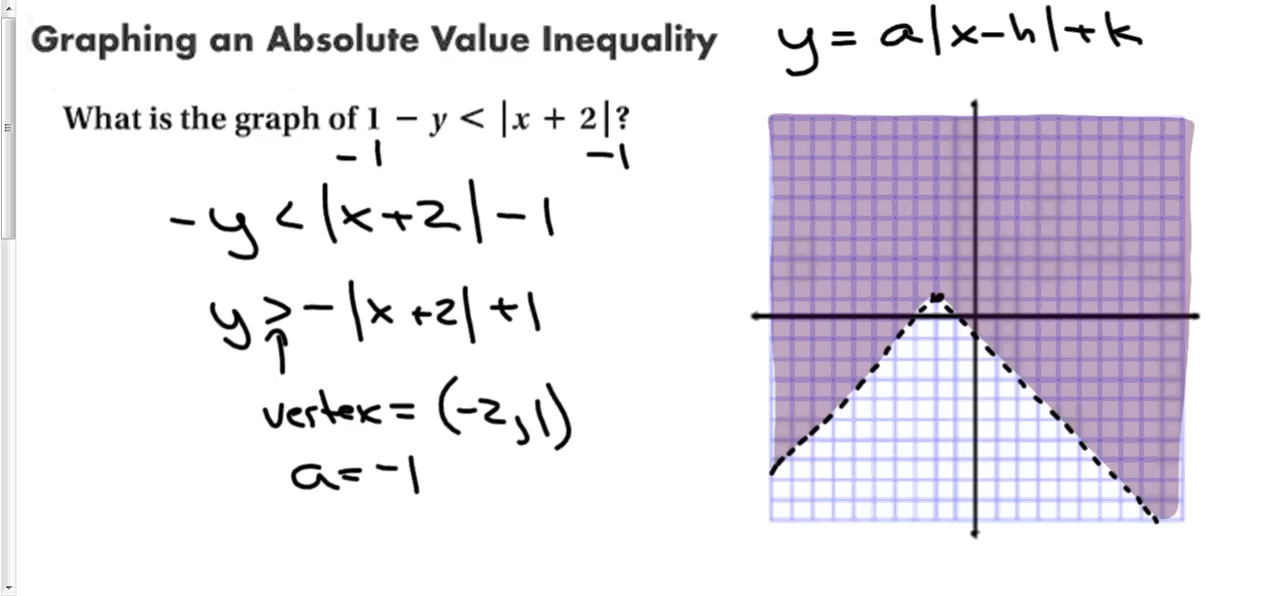 Graphing an Absolute Value Inequality
y = a|x-h|+k
What is the graph of 1 − y < |x + 2|?
-1 -1
-y < |x+2| - 1
y > -|x+2| + 1
↑
vertex = (-2,1)
a = -1